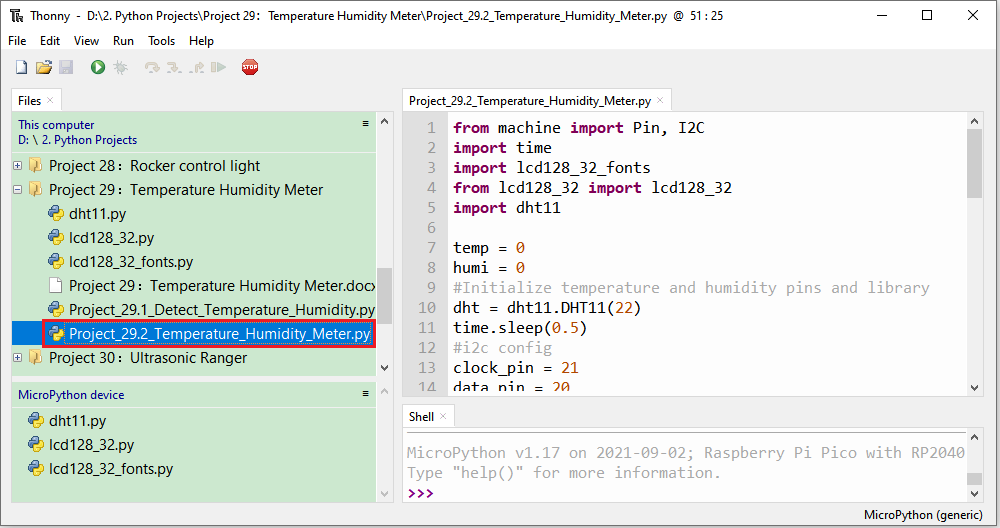 Thonny - D:\2. Python Projects\Project 29：Temperature Humidity Meter\Project_29.2_Temperature_Humidity_Meter.py @ 51 : 25
File Edit View Run Tools Help
STOP
Files
This computer
D: \ 2. Python Projects
Project 28：Rocker control light
Project 29：Temperature Humidity Meter
dht11.py
lcd128_32.py
lcd128_32_fonts.py
Project 29：Temperature Humidity Meter.docx
Project_29.1_Detect_Temperature_Humidity.py
Project_29.2_Temperature_Humidity_Meter.py
Project 30：Ultrasonic Ranger
MicroPython device
dht11.py
lcd128_32.py
lcd128_32_fonts.py
Project_29.2_Temperature_Humidity_Meter.py
1 from machine import Pin, I2C
2 import time
3 import lcd128_32_fonts
4 from lcd128_32 import lcd128_32
5 import dht11
6
7 temp = 0
8 humi = 0
9 #Initialize temperature and humidity pins and library
10 dht = dht11.DHT11(22)
11 time.sleep(0.5)
12 #i2c config
13 clock_pin = 21
14 data_pin = 20
Shell
MicroPython v1.17 on 2021-09-02; Raspberry Pi Pico with RP2040
Type "help()" for more information.
>>>
MicroPython (generic)